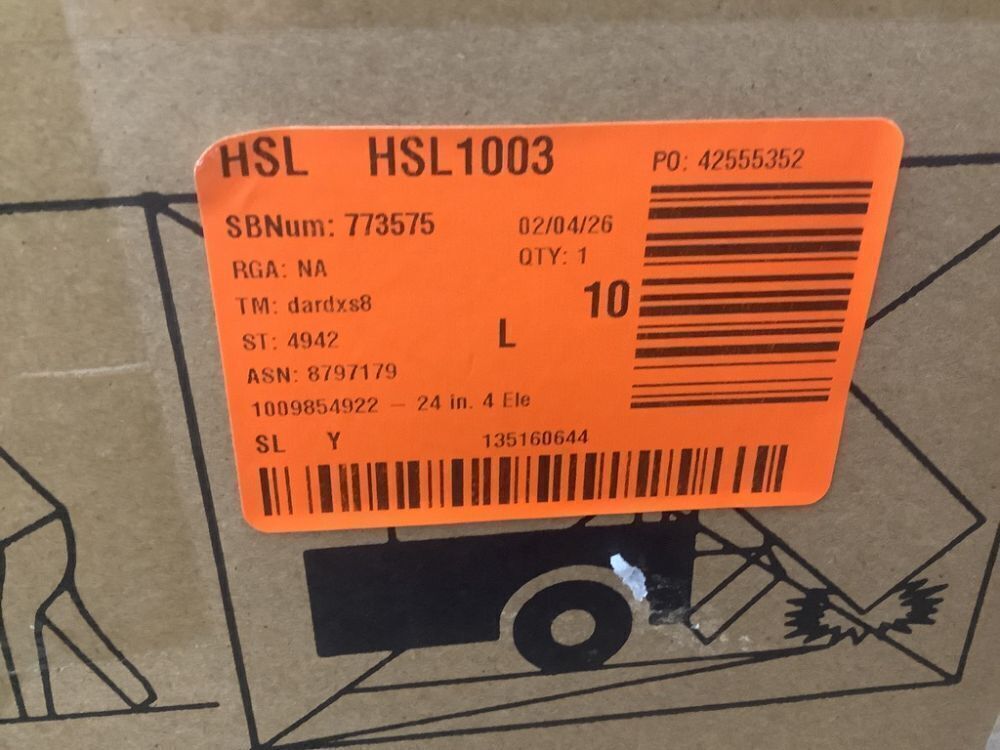 HSL HSL1003 PO: 42555352
SBNum: 773575 02/04/26
RGA: NA QTY: 1
TM: dardxs8 10
ST: 4942 L
ASN: 8797179
1009854922 – 24 in. 4 Ele
SL Y 135160644